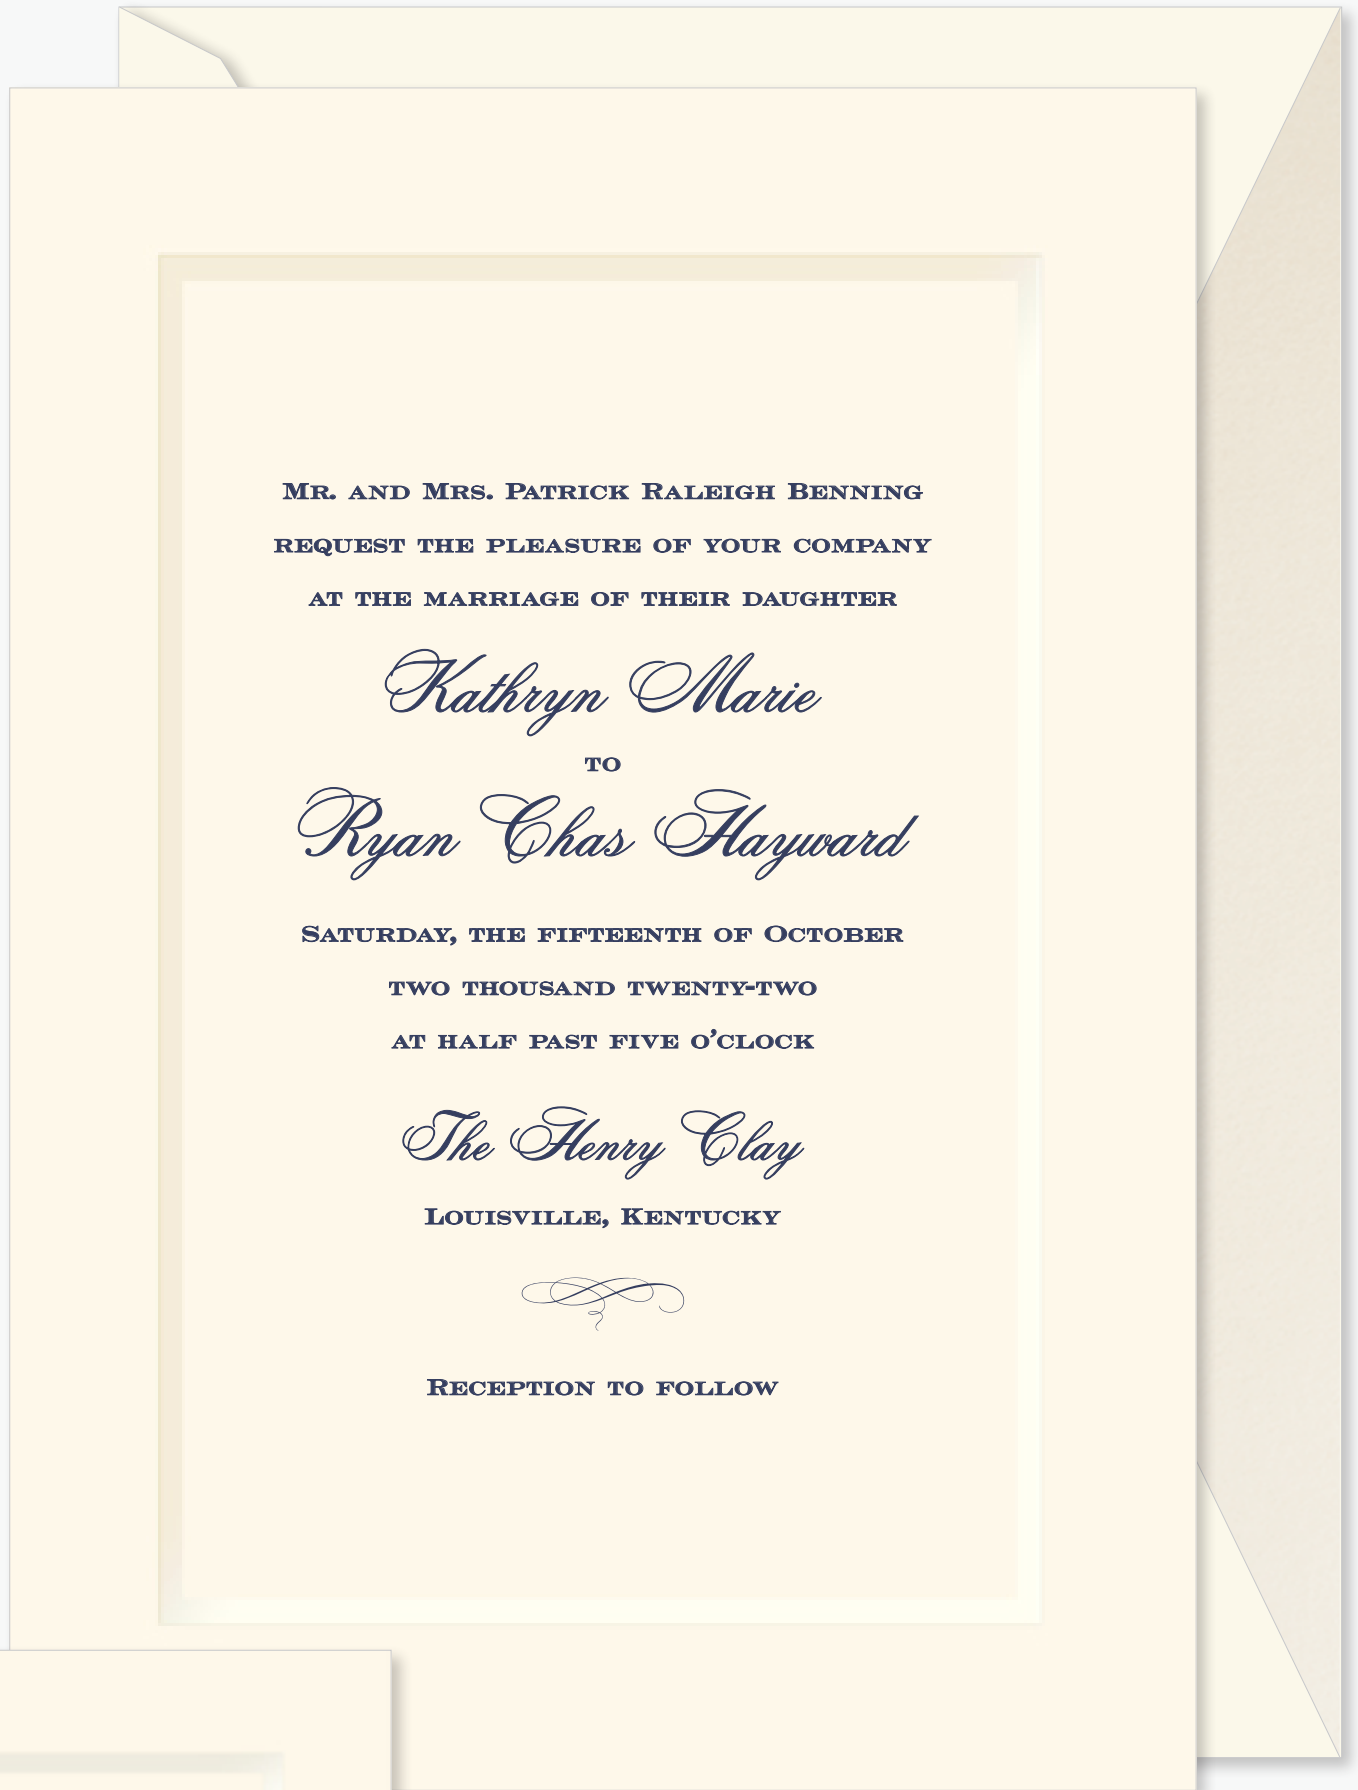 Mr. and Mrs. Patrick Raleigh Benning
request the pleasure of your company
at the marriage of their daughter
Kathryn Marie
to
Ryan Chas Hayward
Saturday, the fifteenth of October
two thousand twenty-two
at half past five o’clock
The Henry Clay
Louisville, Kentucky
Reception to follow